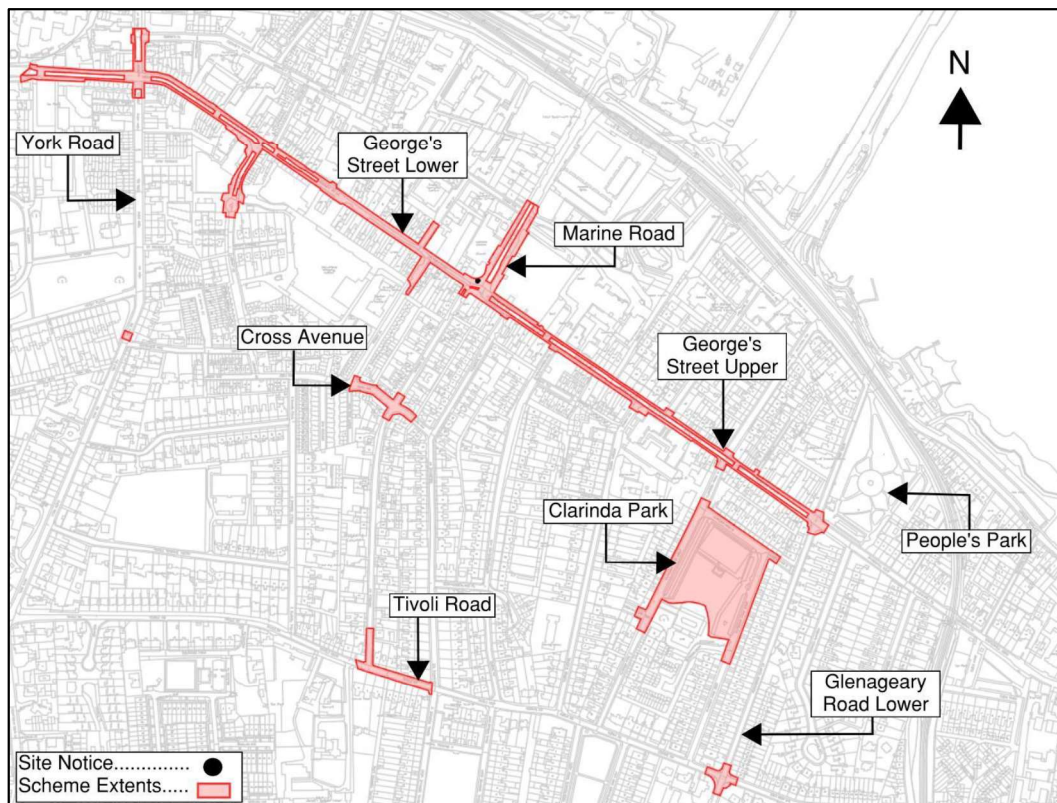 N
York Road
George's
Street Lower
Marine Road
Cross Avenue
George's
Street Upper
Clarinda Park
People's Park
Tivoli Road
Glenageary
Road Lower
Site Notice..............
Scheme Extents.....